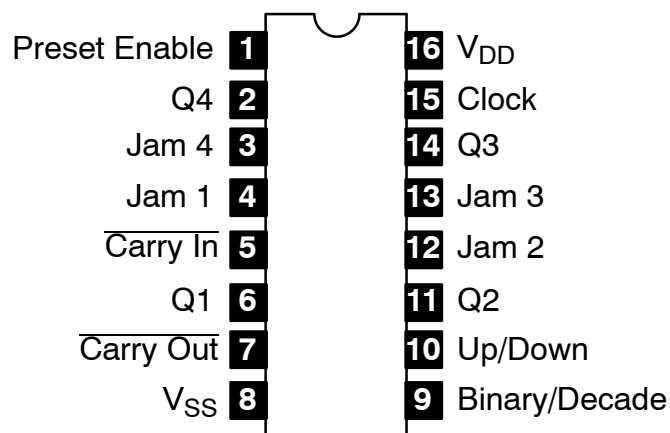 Preset Enable 1 16 VDD
Q4 2 15 Clock
Jam 4 3 14 Q3
Jam 1 4 13 Jam 3
Carry In 5 12 Jam 2
Q1 6 11 Q2
Carry Out 7 10 Up/Down
VSS 8 9 Binary/Decade